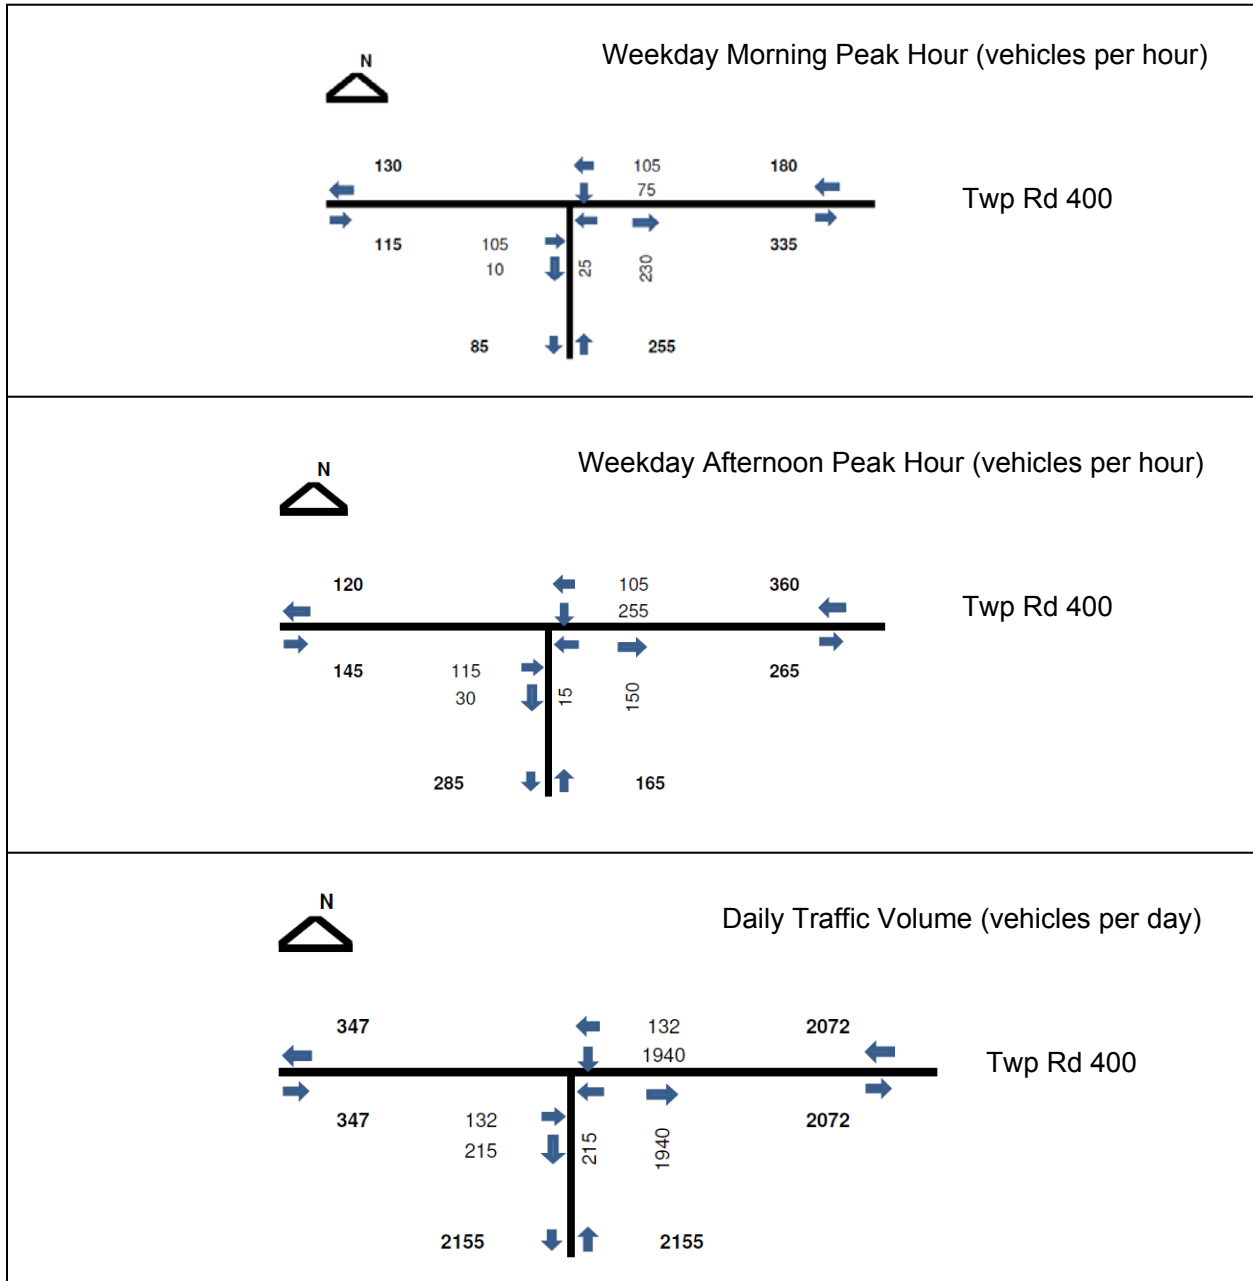 Weekday Morning Peak Hour (vehicles per hour)
N
130 105 180
75
Twp Rd 400
115 105 335
10 25 230
85 255
Weekday Afternoon Peak Hour (vehicles per hour)
N
120 105 360
255
Twp Rd 400
145 115 265
30 15 150
285 165
Daily Traffic Volume (vehicles per day)
N
347 132 2072
1940
Twp Rd 400
347 132 2072
215 215 1940
2155 2155